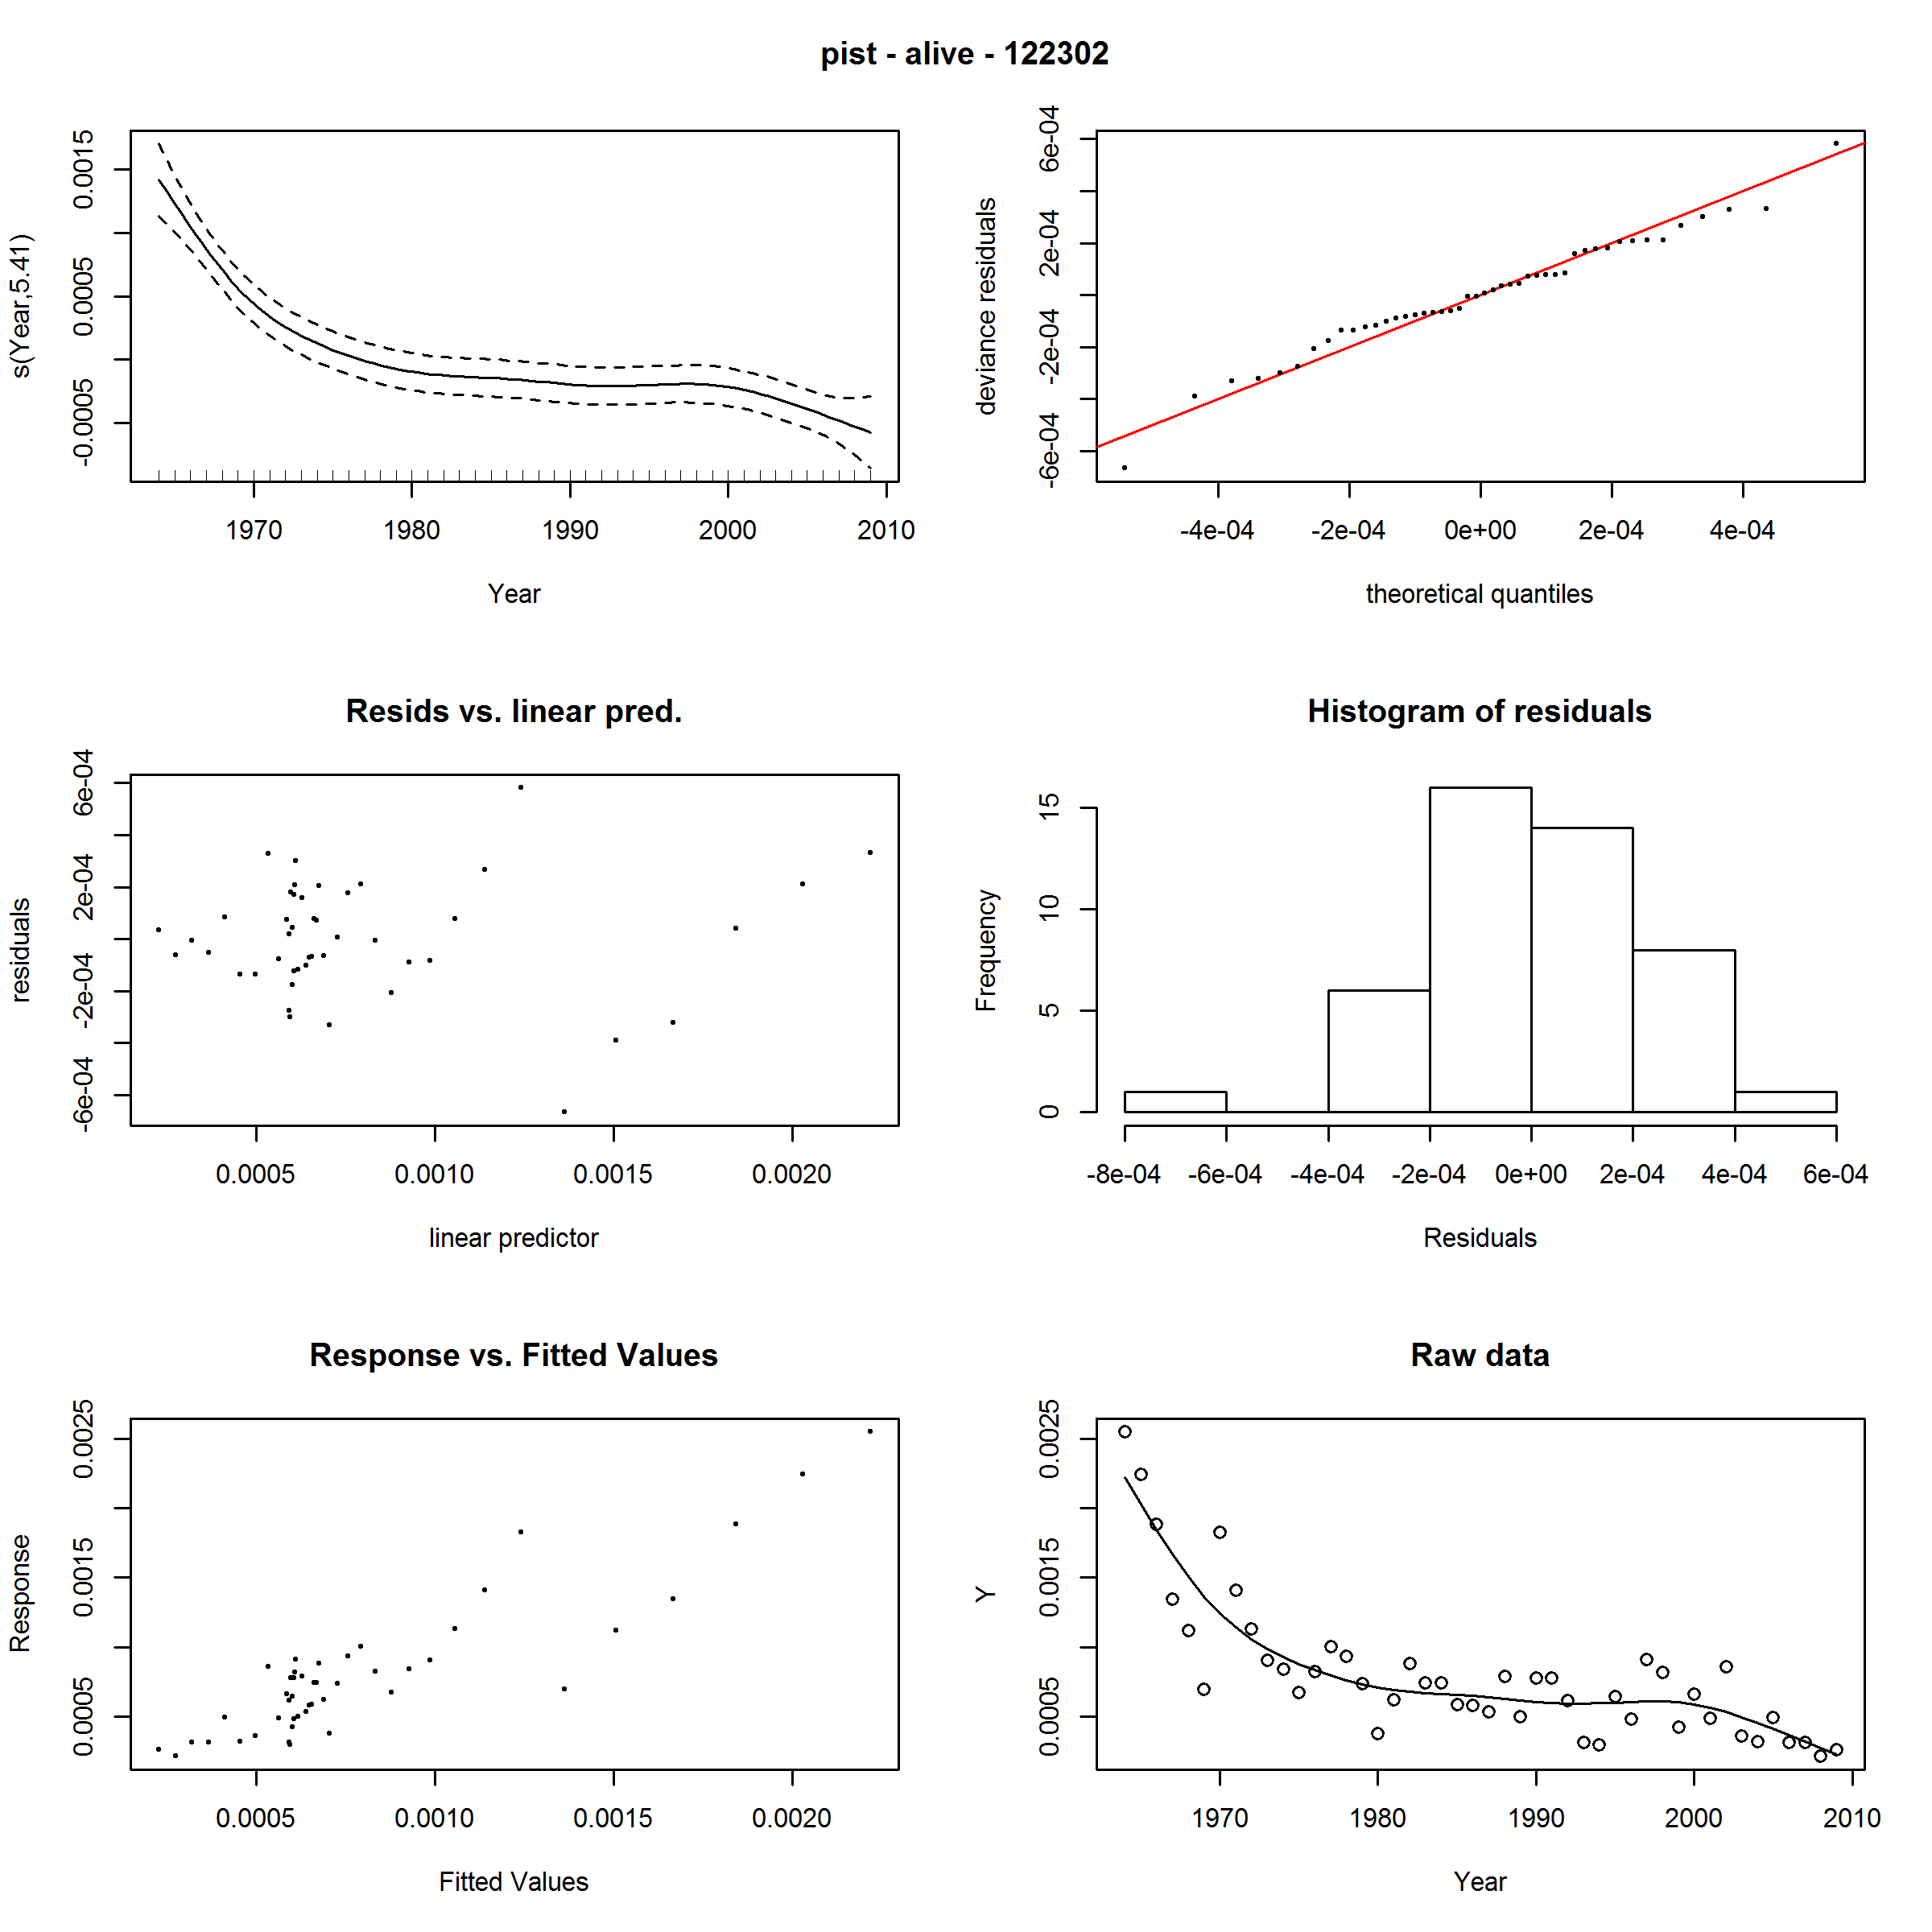 pist - alive - 122302
s(Year,5.41)
0.0015
0.0005
-0.0005
1970 1980 1990 2000 2010
Year
deviance residuals
6e-04
2e-04
-2e-04
-6e-04
-4e-04 -2e-04 0e+00 2e-04 4e-04
theoretical quantiles
Resids vs. linear pred.
residuals
6e-04
2e-04
-2e-04
-6e-04
0.0005 0.0010 0.0015 0.0020
linear predictor
Histogram of residuals
Frequency
15
10
5
0
-8e-04 -6e-04 -4e-04 -2e-04 0e+00 2e-04 4e-04 6e-04
Residuals
Response vs. Fitted Values
Response
0.0025
0.0015
0.0005
0.0005 0.0010 0.0015 0.0020
Fitted Values
Raw data
Y
0.0025
0.0015
0.0005
1970 1980 1990 2000 2010
Year